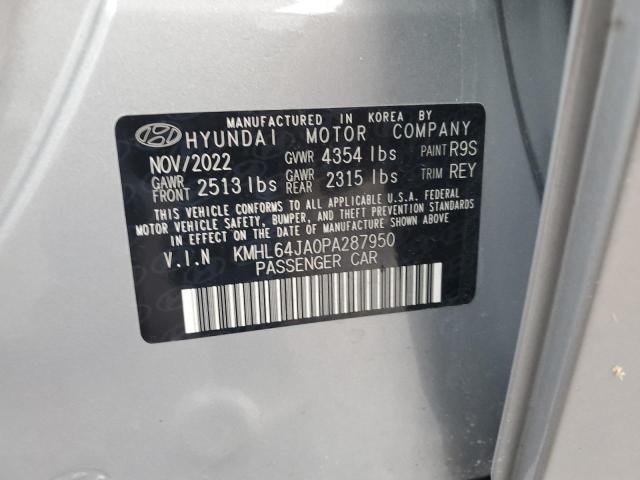 MANUFACTURED IN KOREA BY
HYUNDAI MOTOR COMPANY
NOV/2022 GVWR 4354 lbs PAINT R9S
GAWR FRONT 2513 lbs GAWR REAR 2315 lbs TRIM REY
THIS VEHICLE CONFORMS TO ALL APPLICABLE U.S.A. FEDERAL
MOTOR VEHICLE SAFETY, BUMPER, AND THEFT PREVENTION STANDARDS
IN EFFECT ON THE DATE OF MANUFACTURE SHOWN ABOVE
V.I.N KMHL64JA0PA287950
PASSENGER CAR